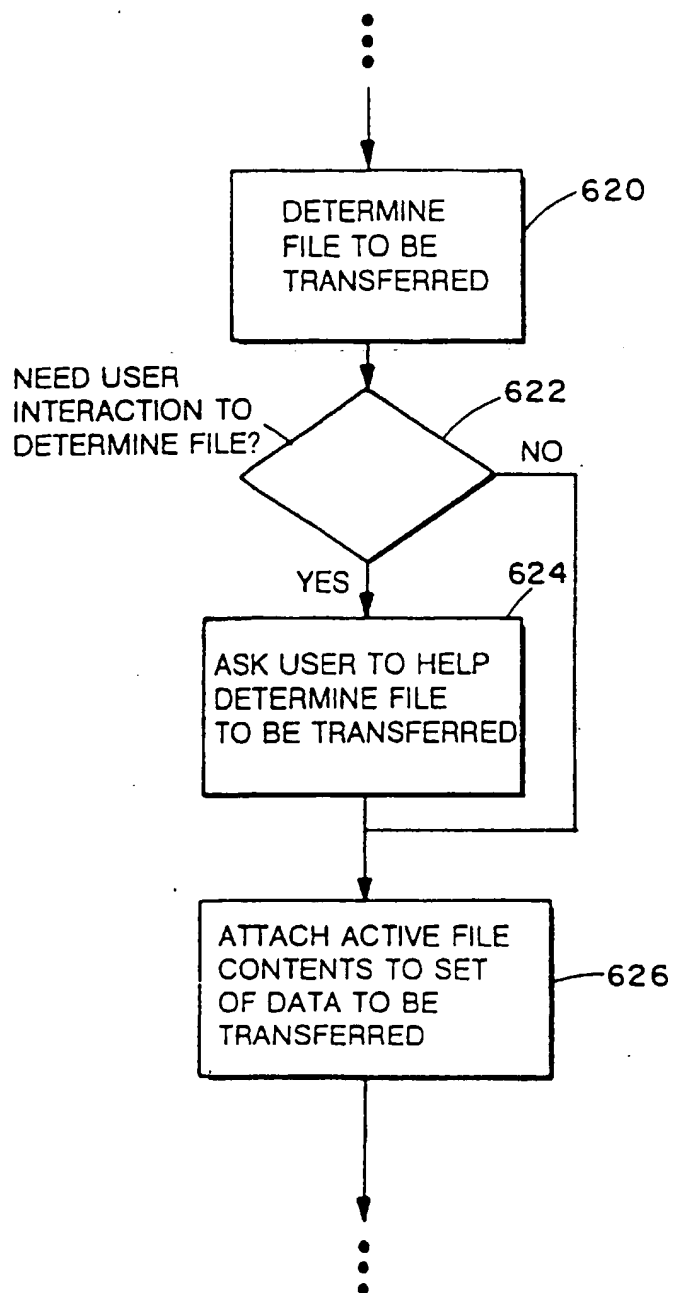 DETERMINE
FILE TO BE
TRANSFERRED
620
NEED USER
INTERACTION TO
DETERMINE FILE?
622
NO
YES
624
ASK USER TO HELP
DETERMINE FILE
TO BE TRANSFERRED
ATTACH ACTIVE FILE
CONTENTS TO SET
OF DATA TO BE
TRANSFERRED
626